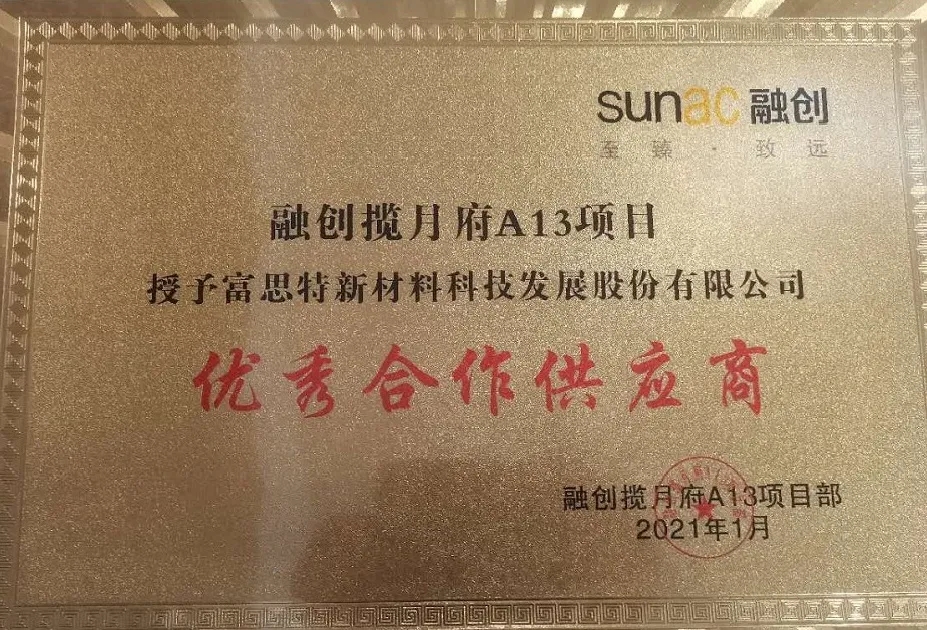 sunac 融创
至臻·致远
融创揽月府A13项目
授予富思特新材料科技发展股份有限公司
优秀合作供应商
融创揽月府A13项目部
2021年1月